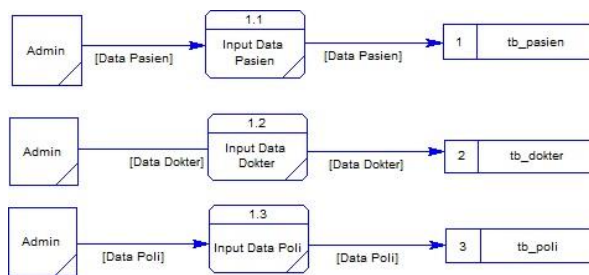 1.1
Admin
[Data Pasien]
Input Data
Pasien
[Data Pasien]
1
tb_pasien
1.2
Admin
[Data Dokter]
Input Data
Dokter
[Data Dokter]
2
tb_dokter
1.3
Admin
[Data Poli]
Input Data Poli
[Data Poli]
3
tb_poli